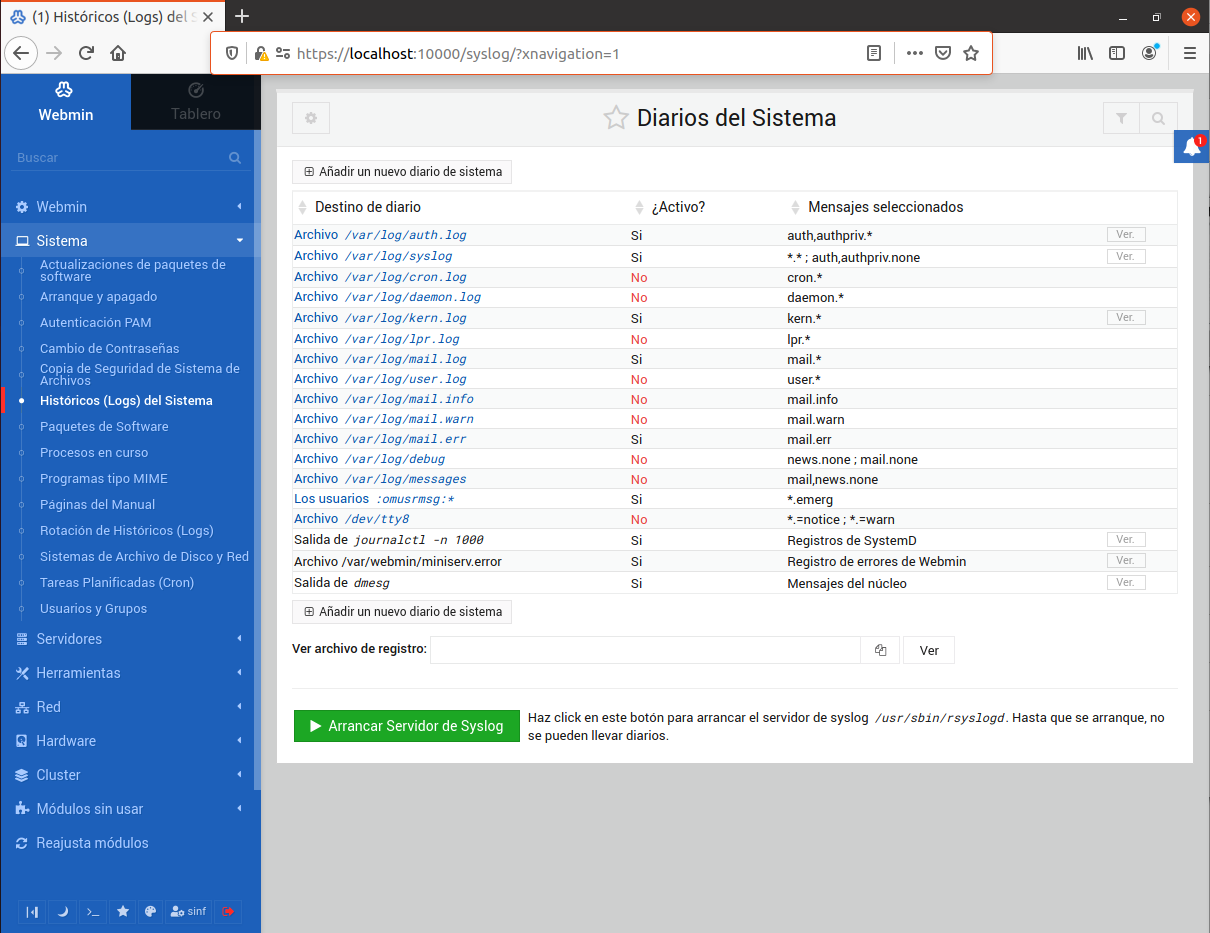 (1) Históricos (Logs) del S
https://localhost:10000/syslog/?xnavigation=1
Webmin
Tablero
Buscar
Webmin
Sistema
Actualizaciones de paquetes de
software
Arranque y apagado
Autenticación PAM
Cambio de Contraseñas
Copia de Seguridad de Sistema de
Archivos
Históricos (Logs) del Sistema
Paquetes de Software
Procesos en curso
Programas tipo MIME
Páginas del Manual
Rotación de Históricos (Logs)
Sistemas de Archivo de Disco y Red
Tareas Planificadas (Cron)
Usuarios y Grupos
Servidores
Herramientas
Red
Hardware
Cluster
Módulos sin usar
Reajusta módulos
sinf
Diarios del Sistema
1
Añadir un nuevo diario de sistema
Destino de diario ¿Activo? Mensajes seleccionados
Archivo /var/log/auth.log Si auth,authpriv.* Ver.
Archivo /var/log/syslog Si *.* ; auth,authpriv.none Ver.
Archivo /var/log/cron.log No cron.*
Archivo /var/log/daemon.log No daemon.*
Archivo /var/log/kern.log Si kern.* Ver.
Archivo /var/log/lpr.log No lpr.*
Archivo /var/log/mail.log Si mail.*
Archivo /var/log/user.log No user.*
Archivo /var/log/mail.info No mail.info
Archivo /var/log/mail.warn No mail.warn
Archivo /var/log/mail.err Si mail.err
Archivo /var/log/debug No news.none ; mail.none
Archivo /var/log/messages No mail,news.none
Los usuarios :omusrmsg:* Si *.emerg
Archivo /dev/tty8 No *.=notice ; *.=warn
Salida de journalctl -n 1000 Si Registros de SystemD Ver.
Archivo /var/webmin/miniserv.error Si Registro de errores de Webmin Ver.
Salida de dmesg Si Mensajes del núcleo Ver.
Añadir un nuevo diario de sistema
Ver archivo de registro: Ver
Arrancar Servidor de Syslog
Haz click en este botón para arrancar el servidor de syslog /usr/sbin/rsyslogd. Hasta que se arranque, no
se pueden llevar diarios.